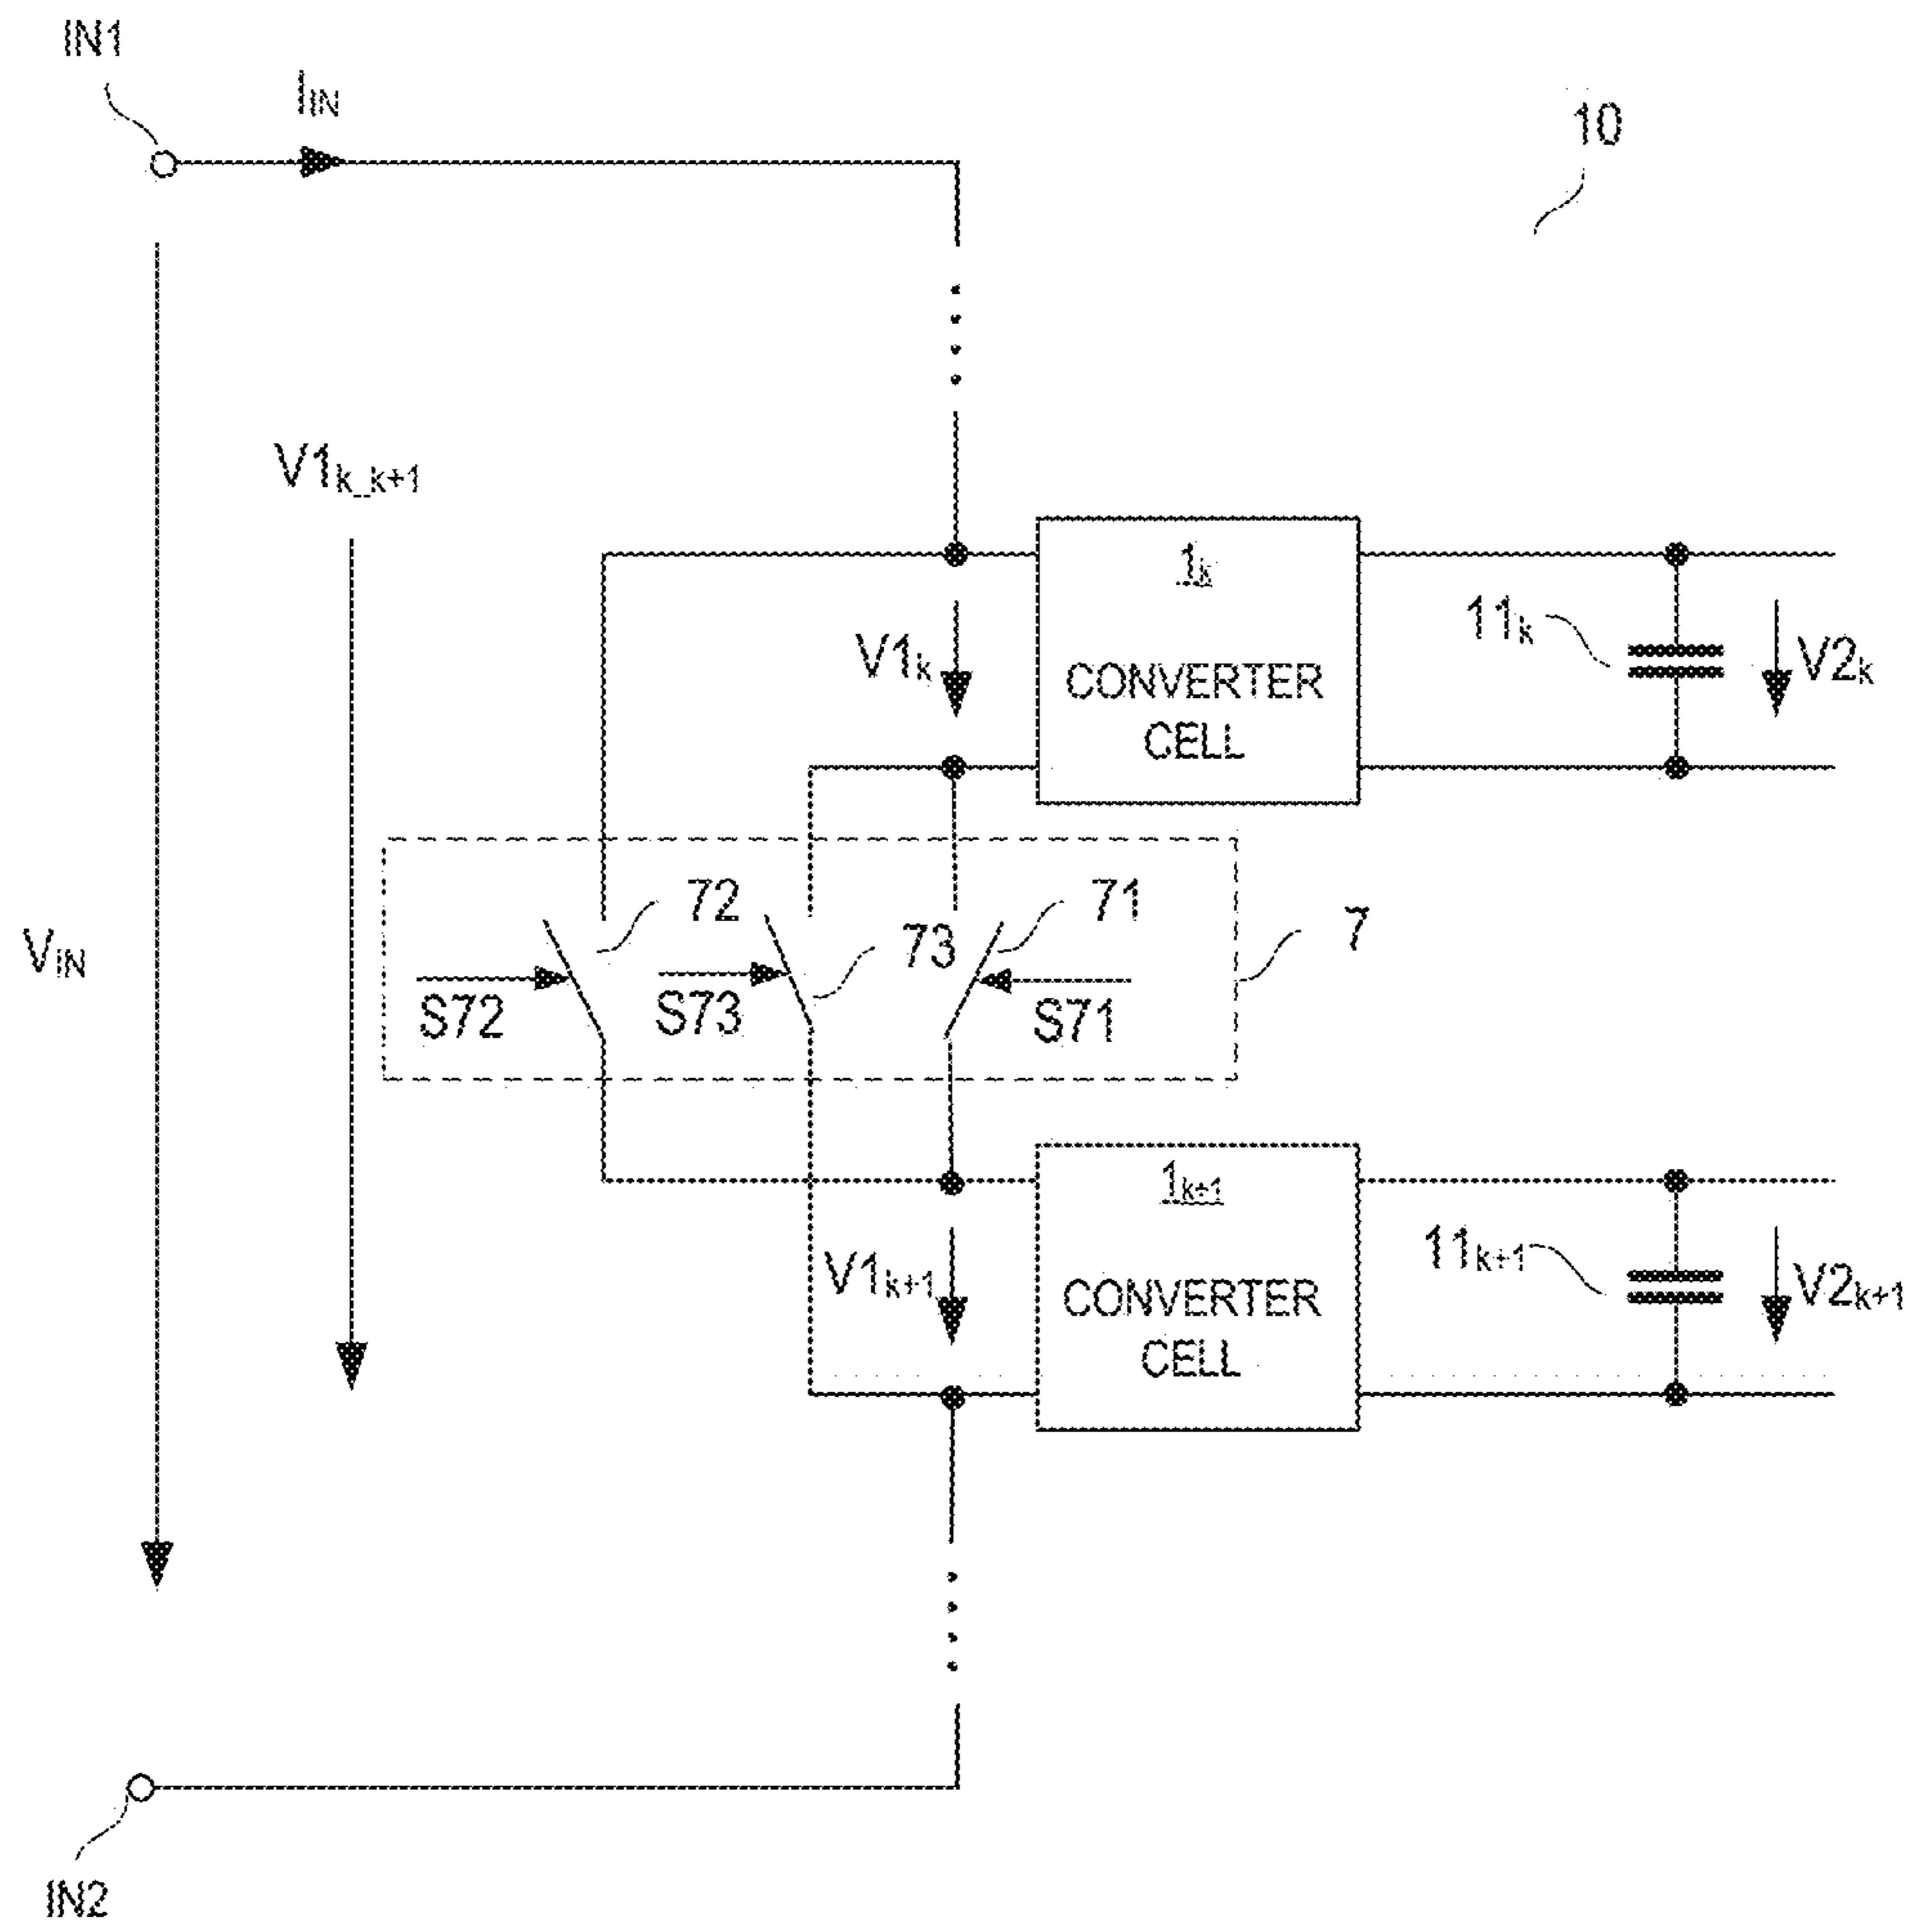 IN1
IIN
10
V1k_k+1
1k
11k
V1k
V2k
CONVERTER
CELL
72
71
73
7
VIN
S72
S73
S71
1k+1
11k+1
V1k+1
V2k+1
CONVERTER
CELL
IN2